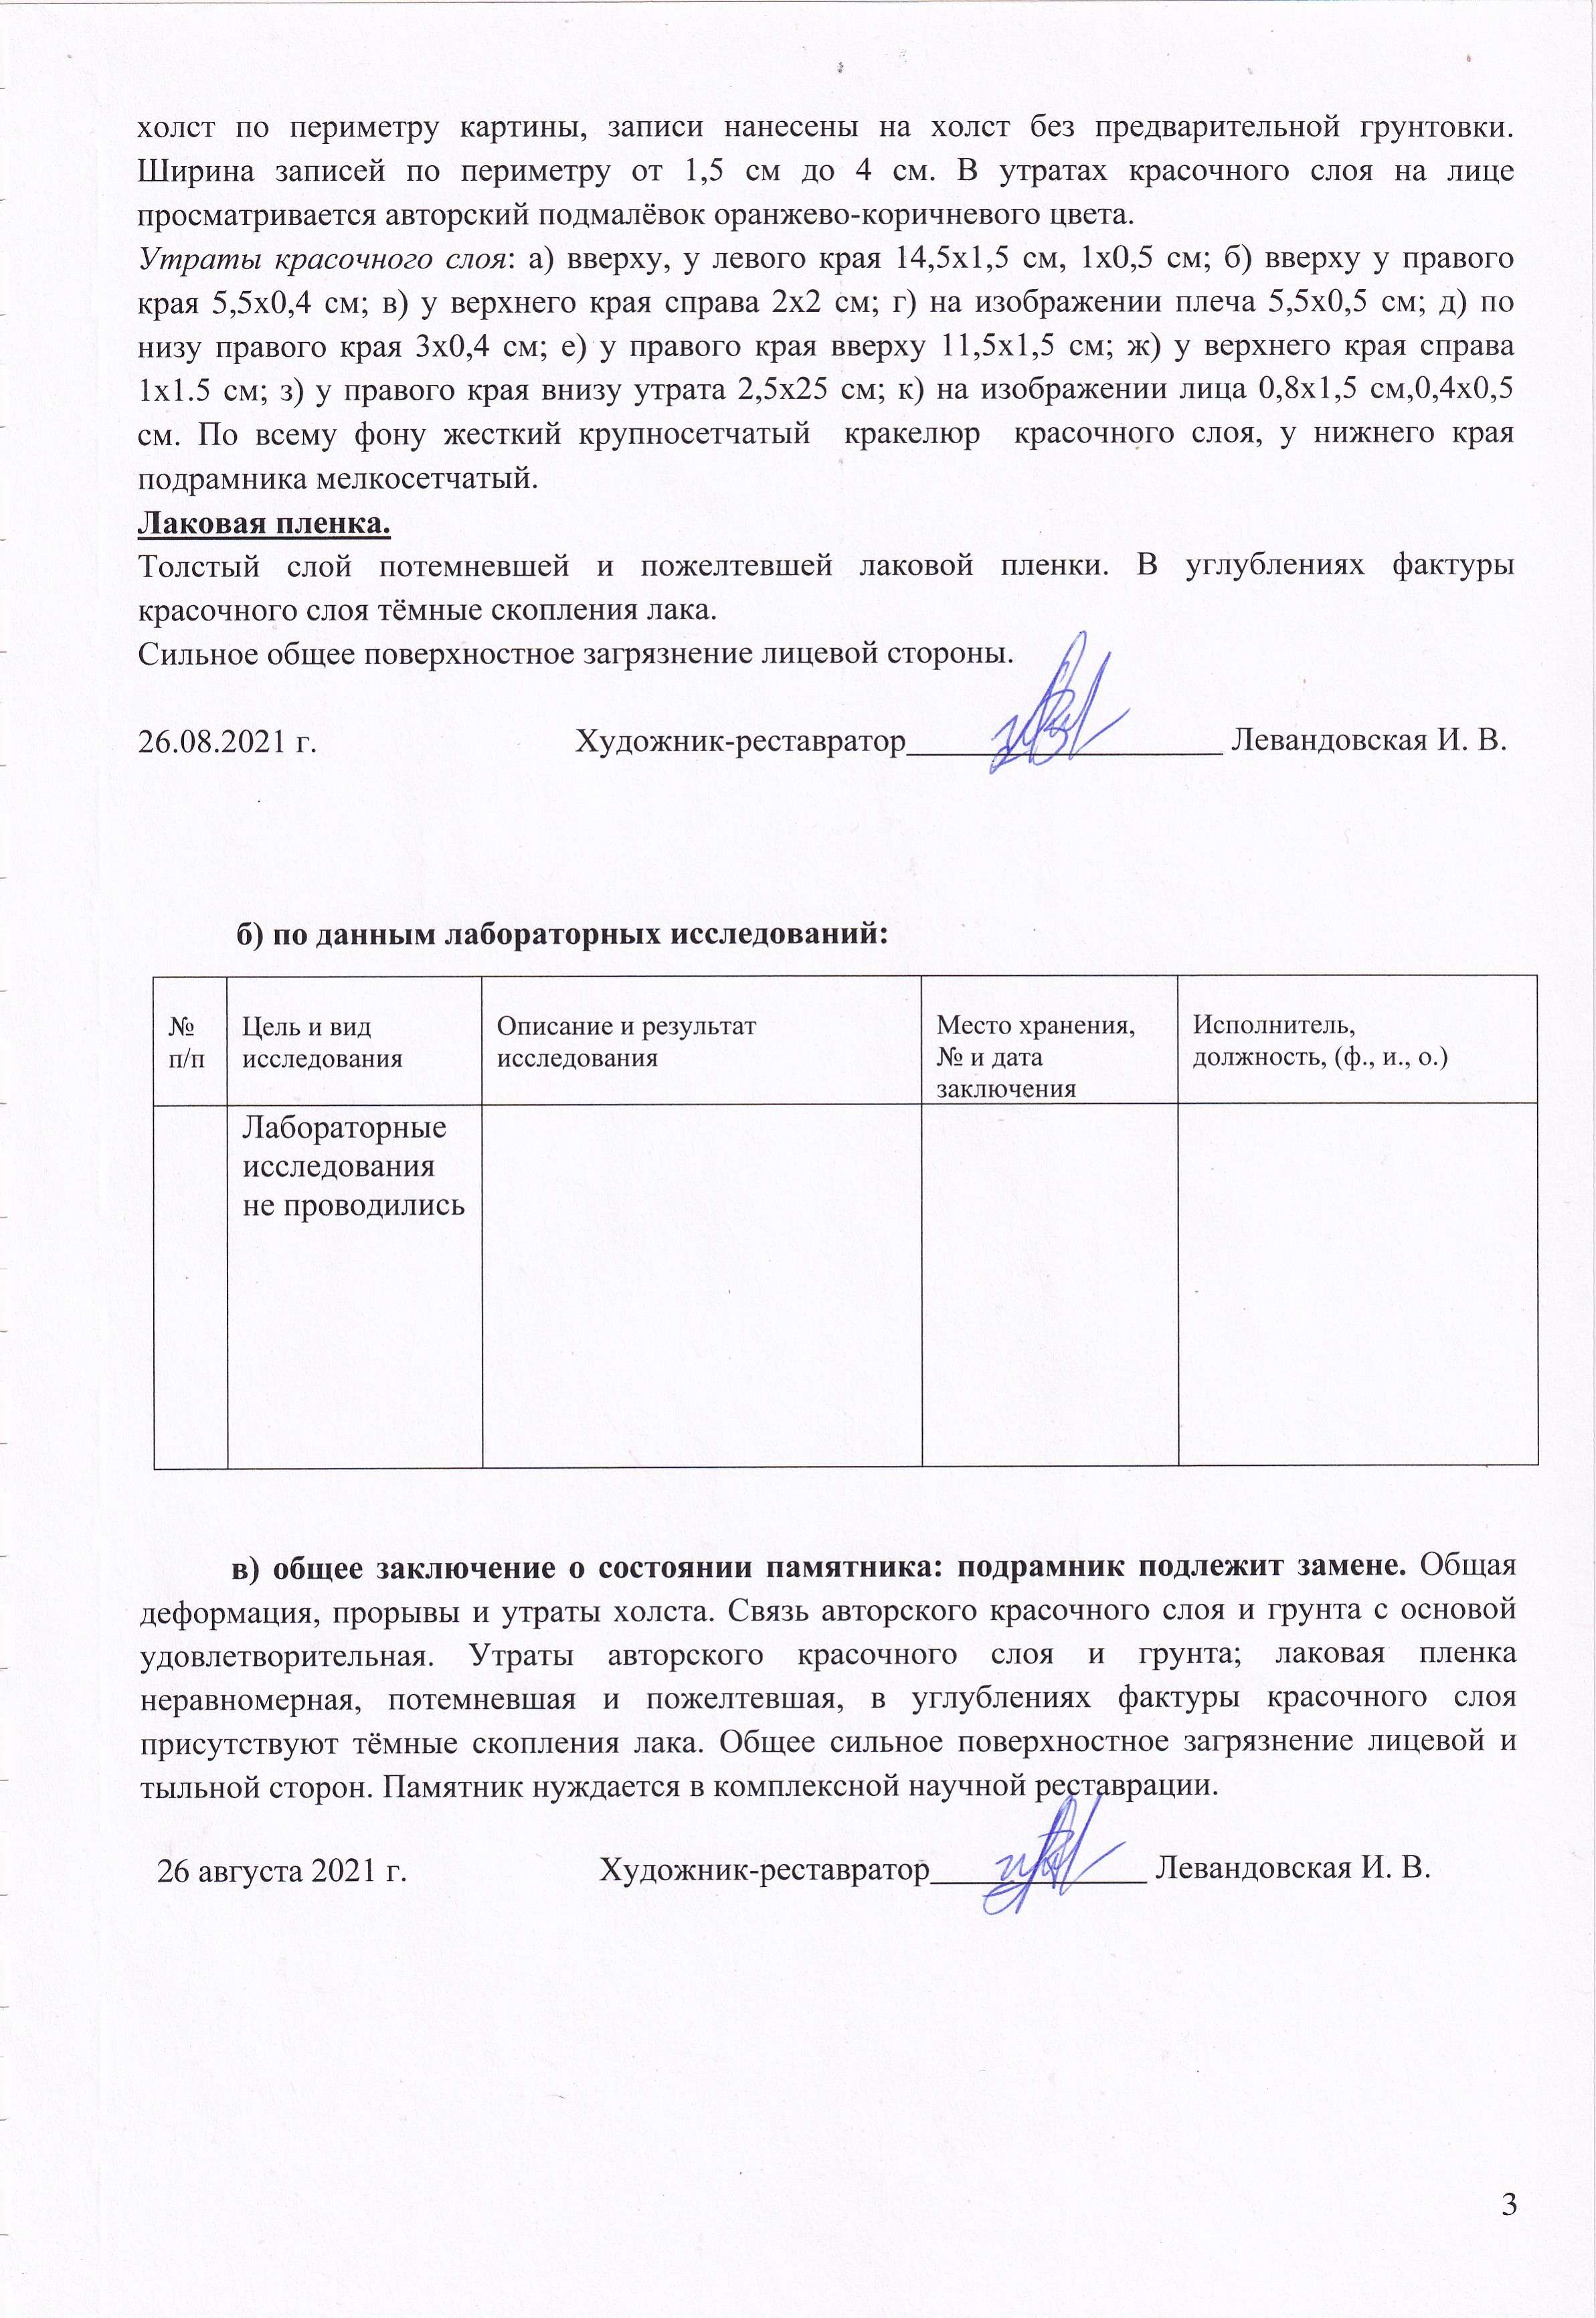 холст по периметру картины, записи нанесены на холст без предварительной грунтовки.
Ширина записей по периметру от 1,5 см до 4 см. В утратах красочного слоя на лице
просматривается авторский подмалёвок оранжево-коричневого цвета.
Утраты красочного слоя: а) вверху, у левого края 14,5х1,5 см, 1х0,5 см; б) вверху у правого
края 5,5х0,4 см; в) у верхнего края справа 2х2 см; г) на изображении плеча 5,5х0,5 см; д) по
низу правого края 3х0,4 см; е) у правого края вверху 11,5х1,5 см; ж) у верхнего края справа
1х1.5 см; з) у правого края внизу утрата 2,5х25 см; к) на изображении лица 0,8х1,5 см,0,4х0,5
см. По всему фону жесткий крупносетчатый кракелюр красочного слоя, у нижнего края
подрамника мелкосетчатый.
Лаковая пленка.
Толстый слой потемневшей и пожелтевшей лаковой пленки. В углублениях фактуры
красочного слоя тёмные скопления лака.
Сильное общее поверхностное загрязнение лицевой стороны.
26.08.2021 г. Художник-реставратор___________________ Левандовская И. В.
б) по данным лабораторных исследований:
№
п/п
Цель и вид
исследования
Описание и результат
исследования
Место хранения,
№ и дата
заключения
Исполнитель,
должность, (ф., и., о.)
Лабораторные
исследования
не проводились
в) общее заключение о состоянии памятника: подрамник подлежит замене. Общая
деформация, прорывы и утраты холста. Связь авторского красочного слоя и грунта с основой
удовлетворительная. Утраты авторского красочного слоя и грунта; лаковая пленка
неравномерная, потемневшая и пожелтевшая, в углублениях фактуры красочного слоя
присутствуют тёмные скопления лака. Общее сильное поверхностное загрязнение лицевой и
тыльной сторон. Памятник нуждается в комплексной научной реставрации.
26 августа 2021 г. Художник-реставратор_____________ Левандовская И. В.
3